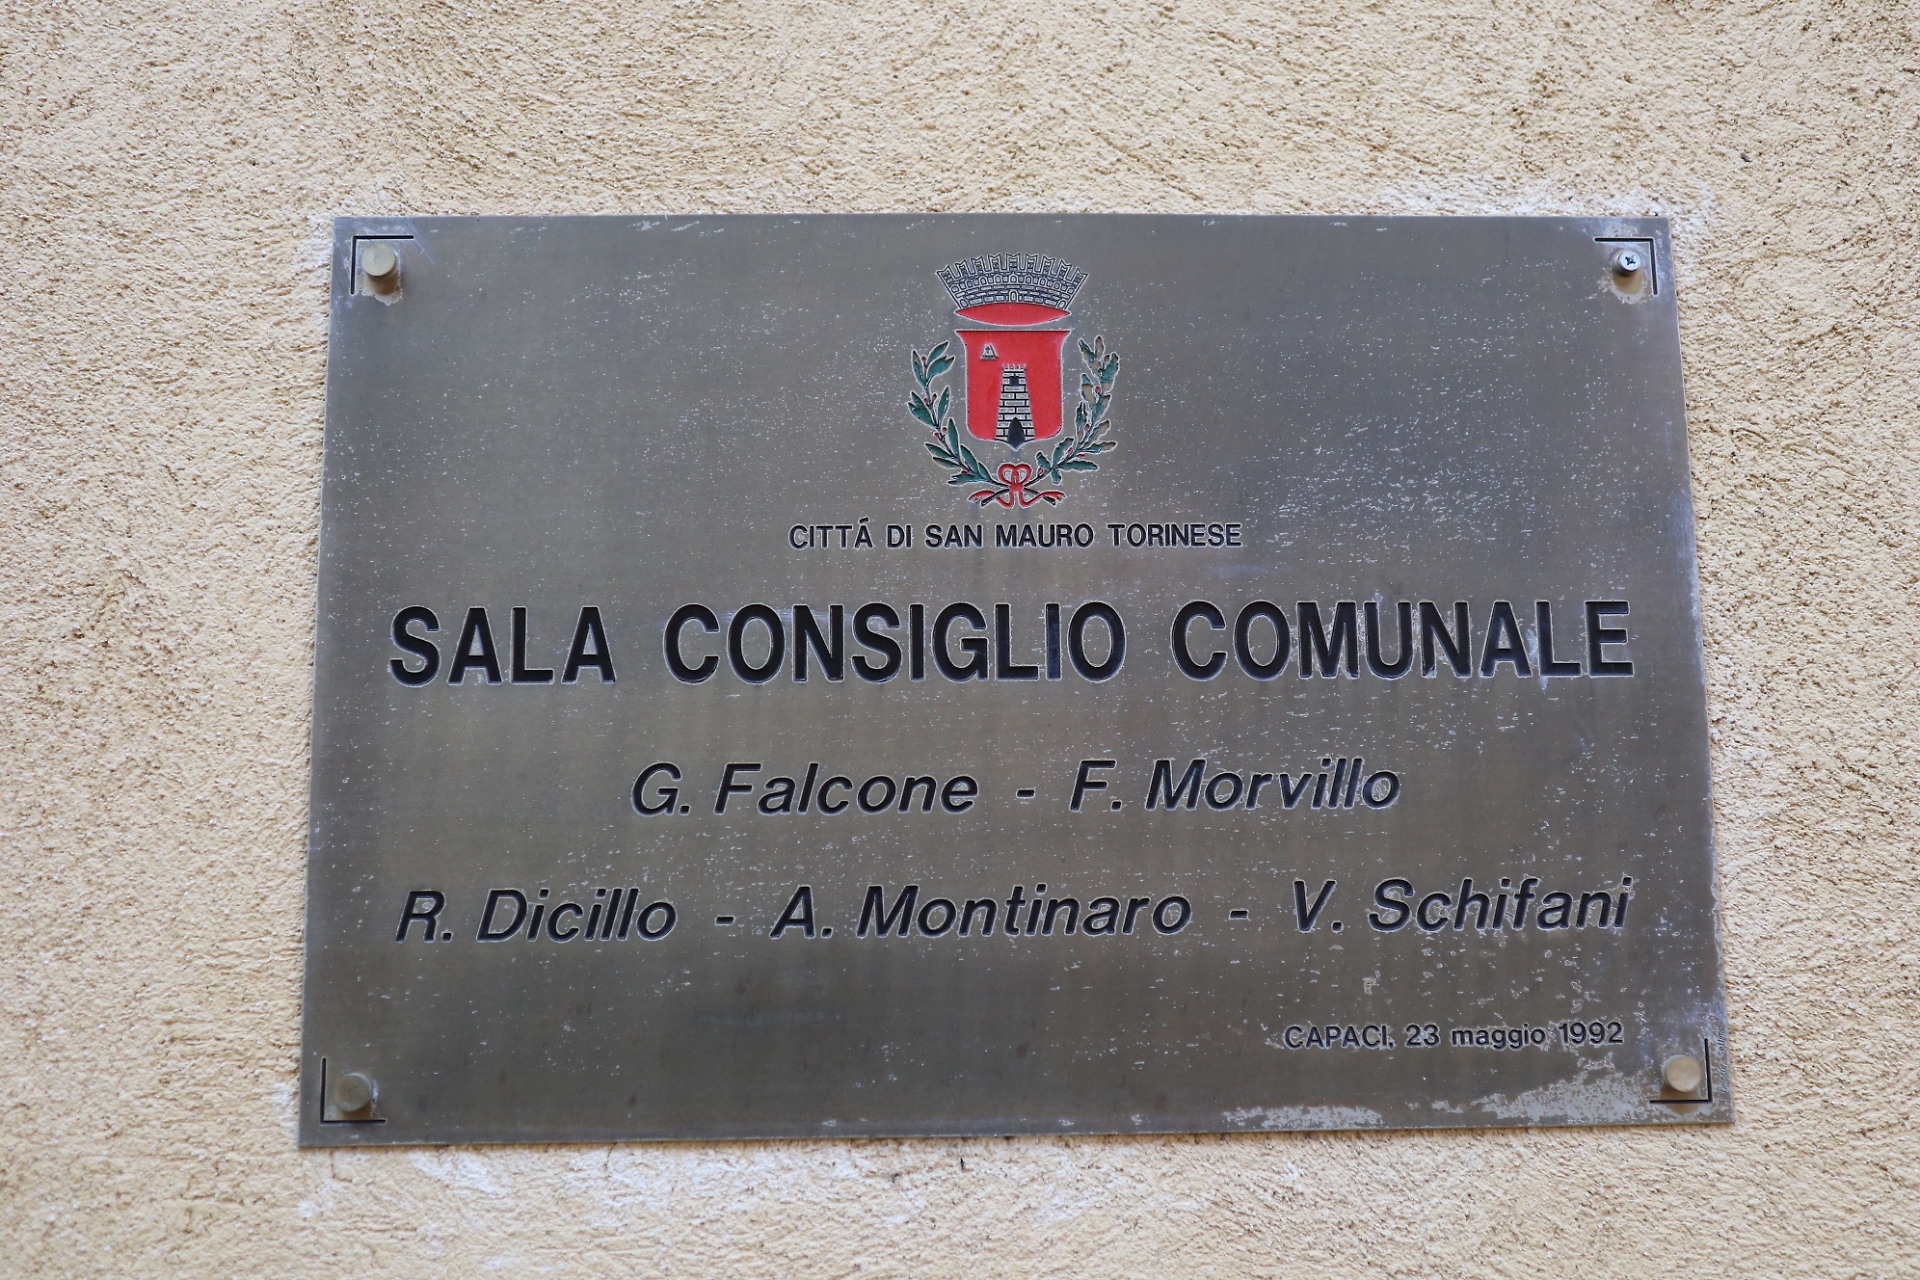 CITTÁ DI SAN MAURO TORINESE
SALA CONSIGLIO COMUNALE
G. Falcone - F. Morvillo
R. Dicillo - A. Montinaro - V. Schifani
CAPACI, 23 maggio 1992